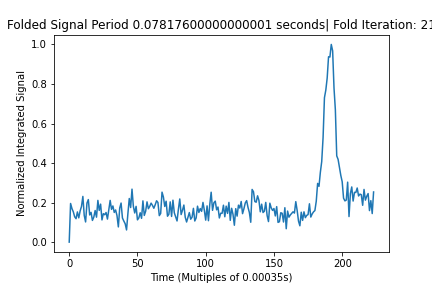 Folded Signal Period 0.07817600000000001 seconds| Fold Iteration: 21
1.0
0.8
0.6
0.4
0.2
0.0
Normalized Integrated Signal
0 50 100 150 200
Time (Multiples of 0.00035s)